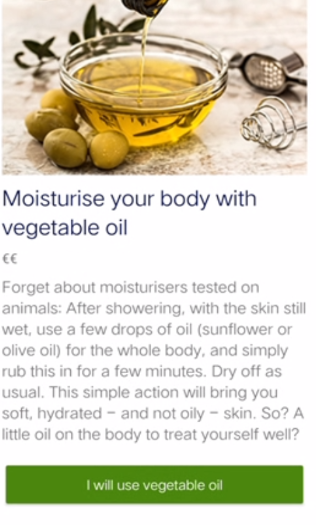 Moisturise your body with
vegetable oil
€€
Forget about moisturisers tested on
animals: After showering, with the skin still
wet, use a few drops of oil (sunflower or
olive oil) for the whole body, and simply
rub this in for a few minutes. Dry off as
usual. This simple action will bring you
soft, hydrated – and not oily – skin. So? A
little oil on the body to treat yourself well?
I will use vegetable oil